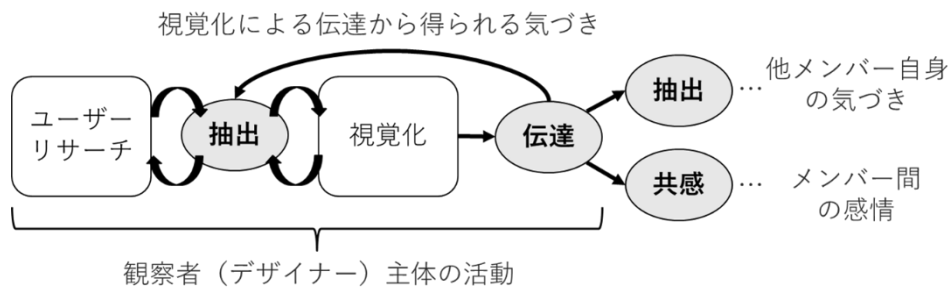 視覚化による伝達から得られる気づき
ユーザー
リサーチ
抽出
視覚化
伝達
抽出
… 他メンバー自身
の気づき
共感
… メンバー間
の感情
観察者（デザイナー）主体の活動